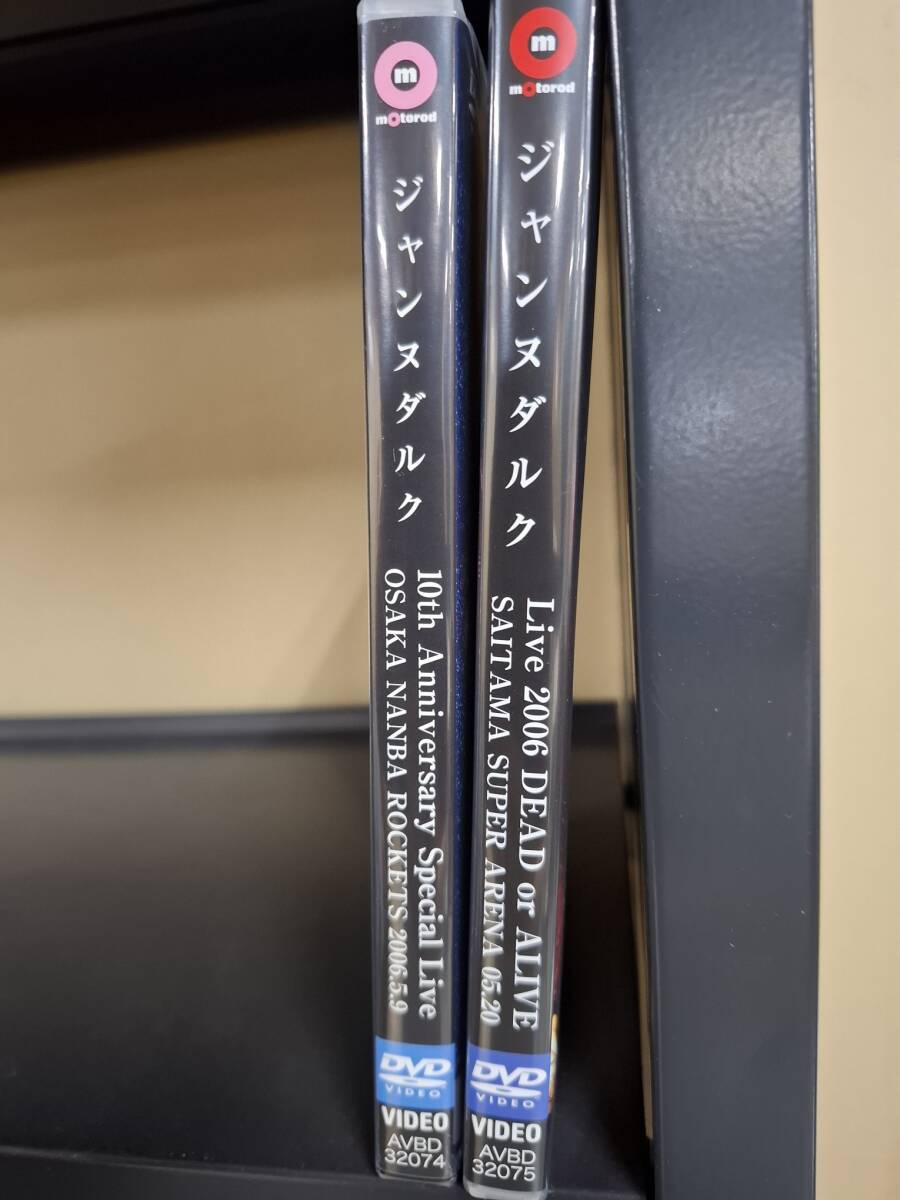 m
motorod
ジャンヌダルク
10th Anniversary Special Live
OSAKA NANBA ROCKETS 2006.5.9
DVD
VIDEO
VIDEO
AVBD
32074
m
motorod
ジャンヌダルク
Live 2006 DEAD or ALIVE
SAITAMA SUPER ARENA 05.20
DVD
VIDEO
VIDEO
AVBD
32075